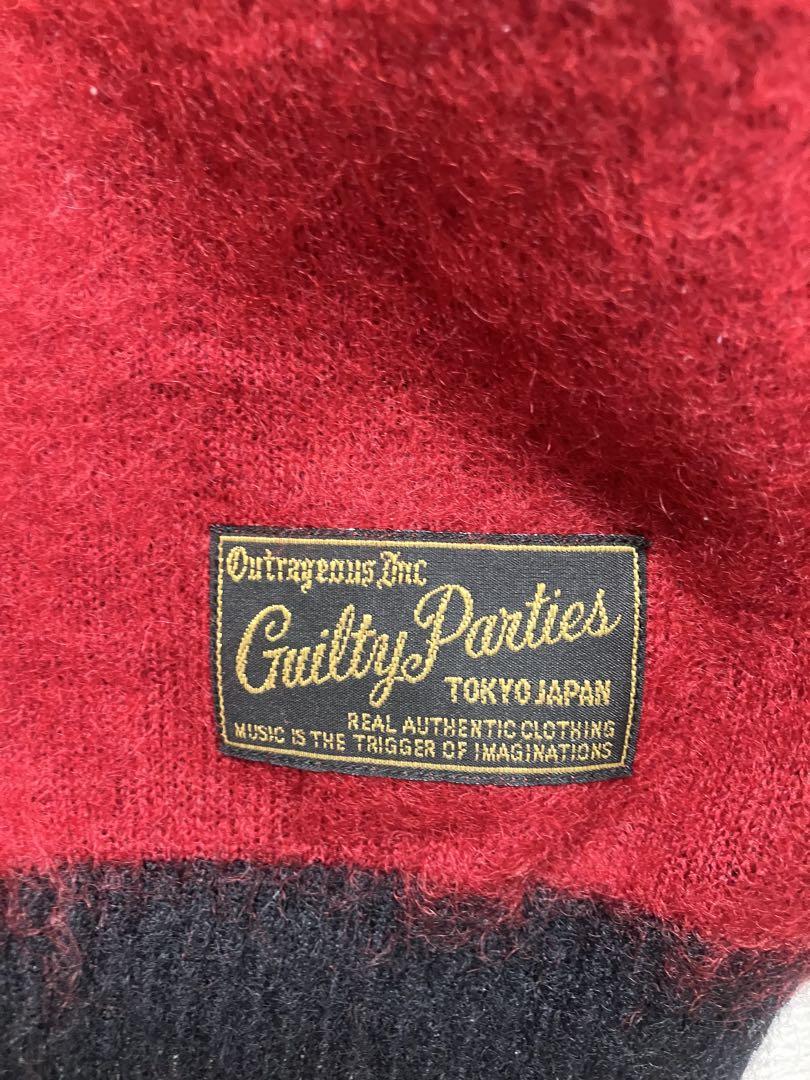 Outrageous Inc
Guilty Parties
TOKYO JAPAN
REAL AUTHENTIC CLOTHING
MUSIC IS THE TRIGGER OF IMAGINATIONS